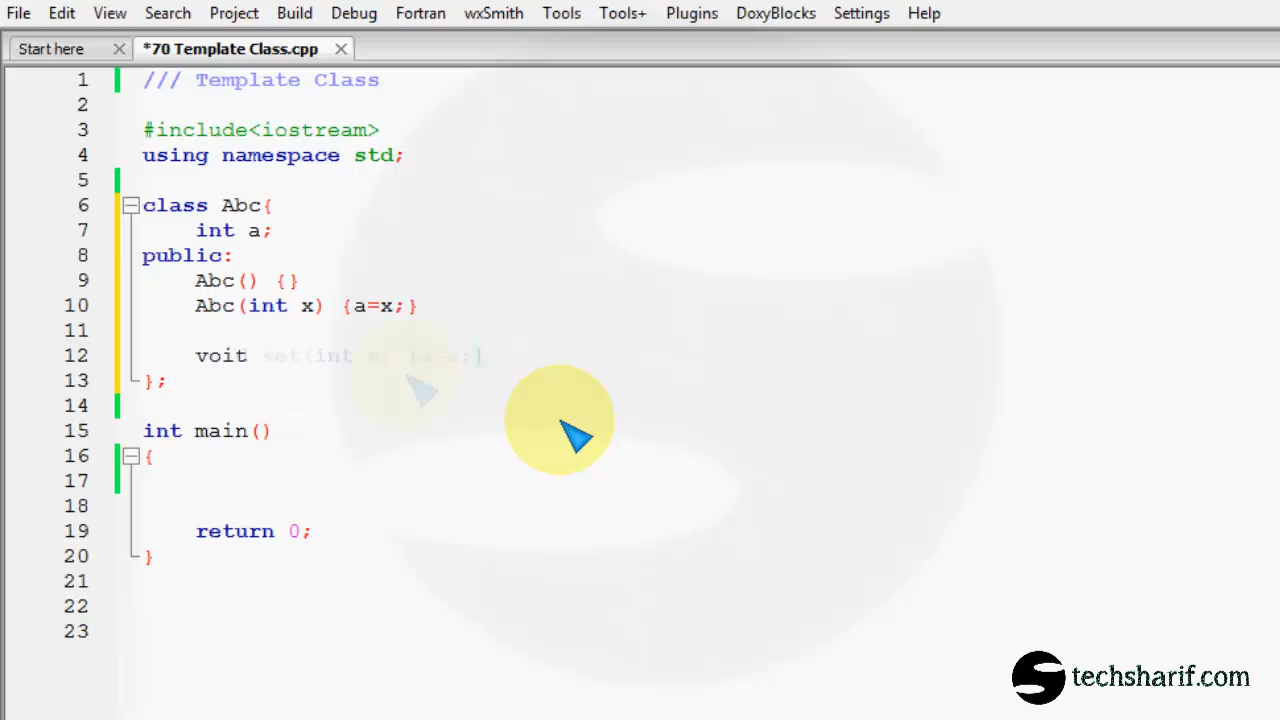 File Edit View Search Project Build Debug Fortran wxSmith Tools Tools+ Plugins DoxyBlocks Settings Help
Start here *70 Template Class.cpp
1 /// Template Class
2
3 #include<iostream>
4 using namespace std;
5
6 class Abc{
7 int a;
8 public:
9 Abc() {}
10 Abc(int x) {a=x;}
11
12 void set(int
13 };
14
15 int main()
16 {
17
18
19 return 0;
20 }
21
22
23
techsharif.com